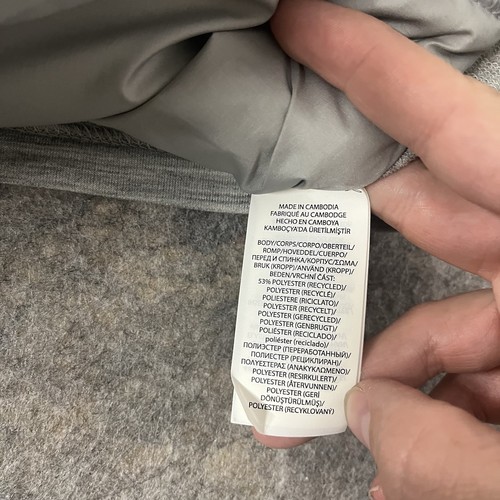 MADE IN CAMBODIA
FABRIQUÉ AU CAMBODGE
HECHO EN CAMBOYA
KAMBOÇYA'DA ÜRETİLMİŞTİR
BODY/CORPS/CORPO/OBERTEIL/
ROMP/HOVEDDEL/CUERPO/
ПЕРЕД И СПИНКА/КОРПУС/ΣΩΜΑ/
BRUK (KROPP)/ANVÄND (KROPP)/
BEDEN/VRCHNÍ ČÁST:
53% POLYESTER (RECYCLED)/
POLYESTER (RECYCLÉ)/
POLIESTERE (RICICLATO)/
POLYESTER (RECYCELT)/
POLYESTER (GERECYCLED)/
POLYESTER (GENBRUGT)/
POLIÉSTER (RECICLADO)/
poliéster (reciclado)/
ПОЛИЭСТЕР (ПЕРЕРАБОТАННЫЙ)/
ПОЛИЕСТЕР (РЕЦИКЛИРАН)/
ΠΟΛΥΕΣΤΕΡΑΣ (ΑΝΑΚΥΚΛΩΜΕΝΟ)/
POLYESTER (RESIRKULERT)/
POLYESTER (ÅTERVUNNEN)/
POLYESTER (GERİ
DÖNÜŞTÜRÜLMÜŞ)/
POLYESTER (RECYKLOVANÝ)